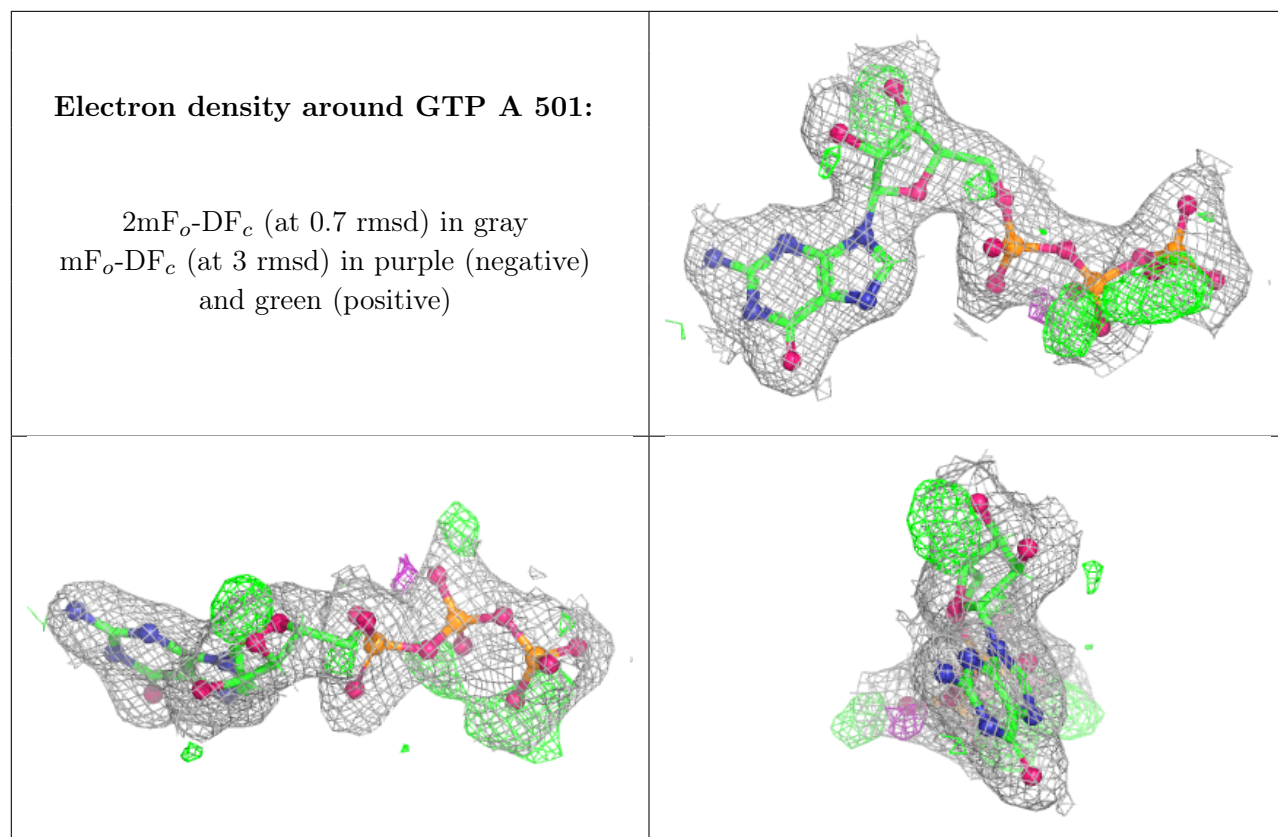 Electron density around GTP A 501:
2mFₒ-DF𝒸 (at 0.7 rmsd) in gray
mFₒ-DF𝒸 (at 3 rmsd) in purple (negative)
and green (positive)